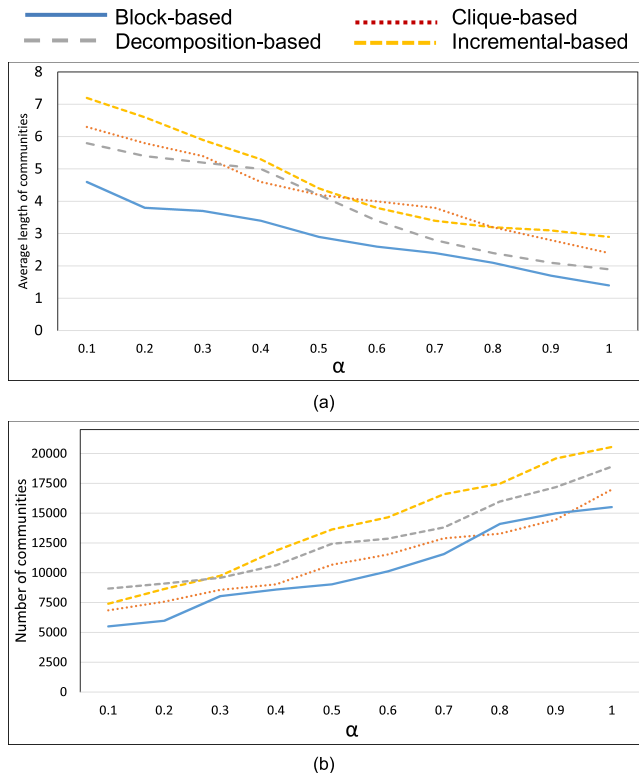 Block-based
Clique-based
Decomposition-based
Incremental-based
Average length of communities
8
7
6
5
4
3
2
1
0
0.1 0.2 0.3 0.4 0.5 0.6 0.7 0.8 0.9 1
α
(a)
Number of communities
20000
17500
15000
12500
10000
7500
5000
2500
0
0.1 0.2 0.3 0.4 0.5 0.6 0.7 0.8 0.9 1
α
(b)